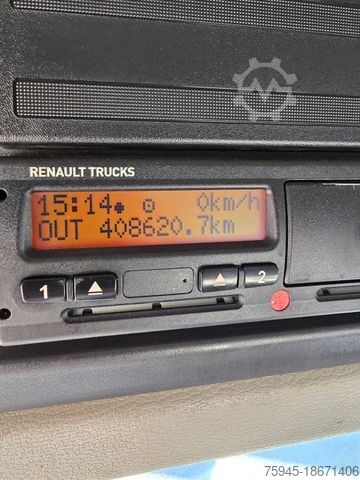 RENAULT TRUCKS
15:14 0km/h
OUT 408620.7km
1 2
75945-18671406